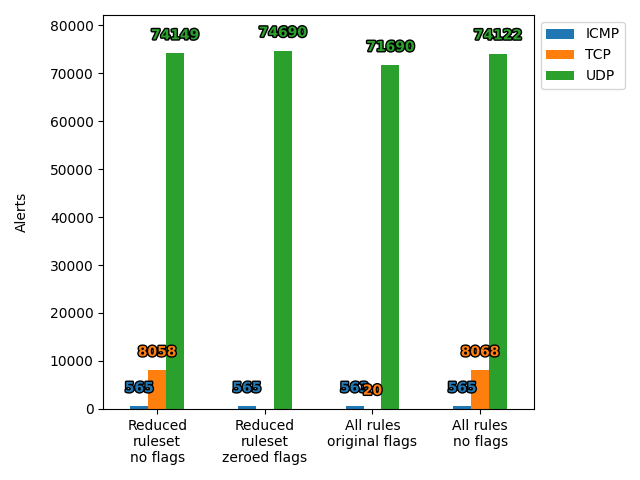 80000
70000
60000
50000
40000
30000
20000
10000
0
Alerts
74149
74690
71690
74122
8058
8068
565
565
20
565
Reduced
ruleset
no flags
Reduced
ruleset
zeroed flags
All rules
original flags
All rules
no flags
ICMP
TCP
UDP